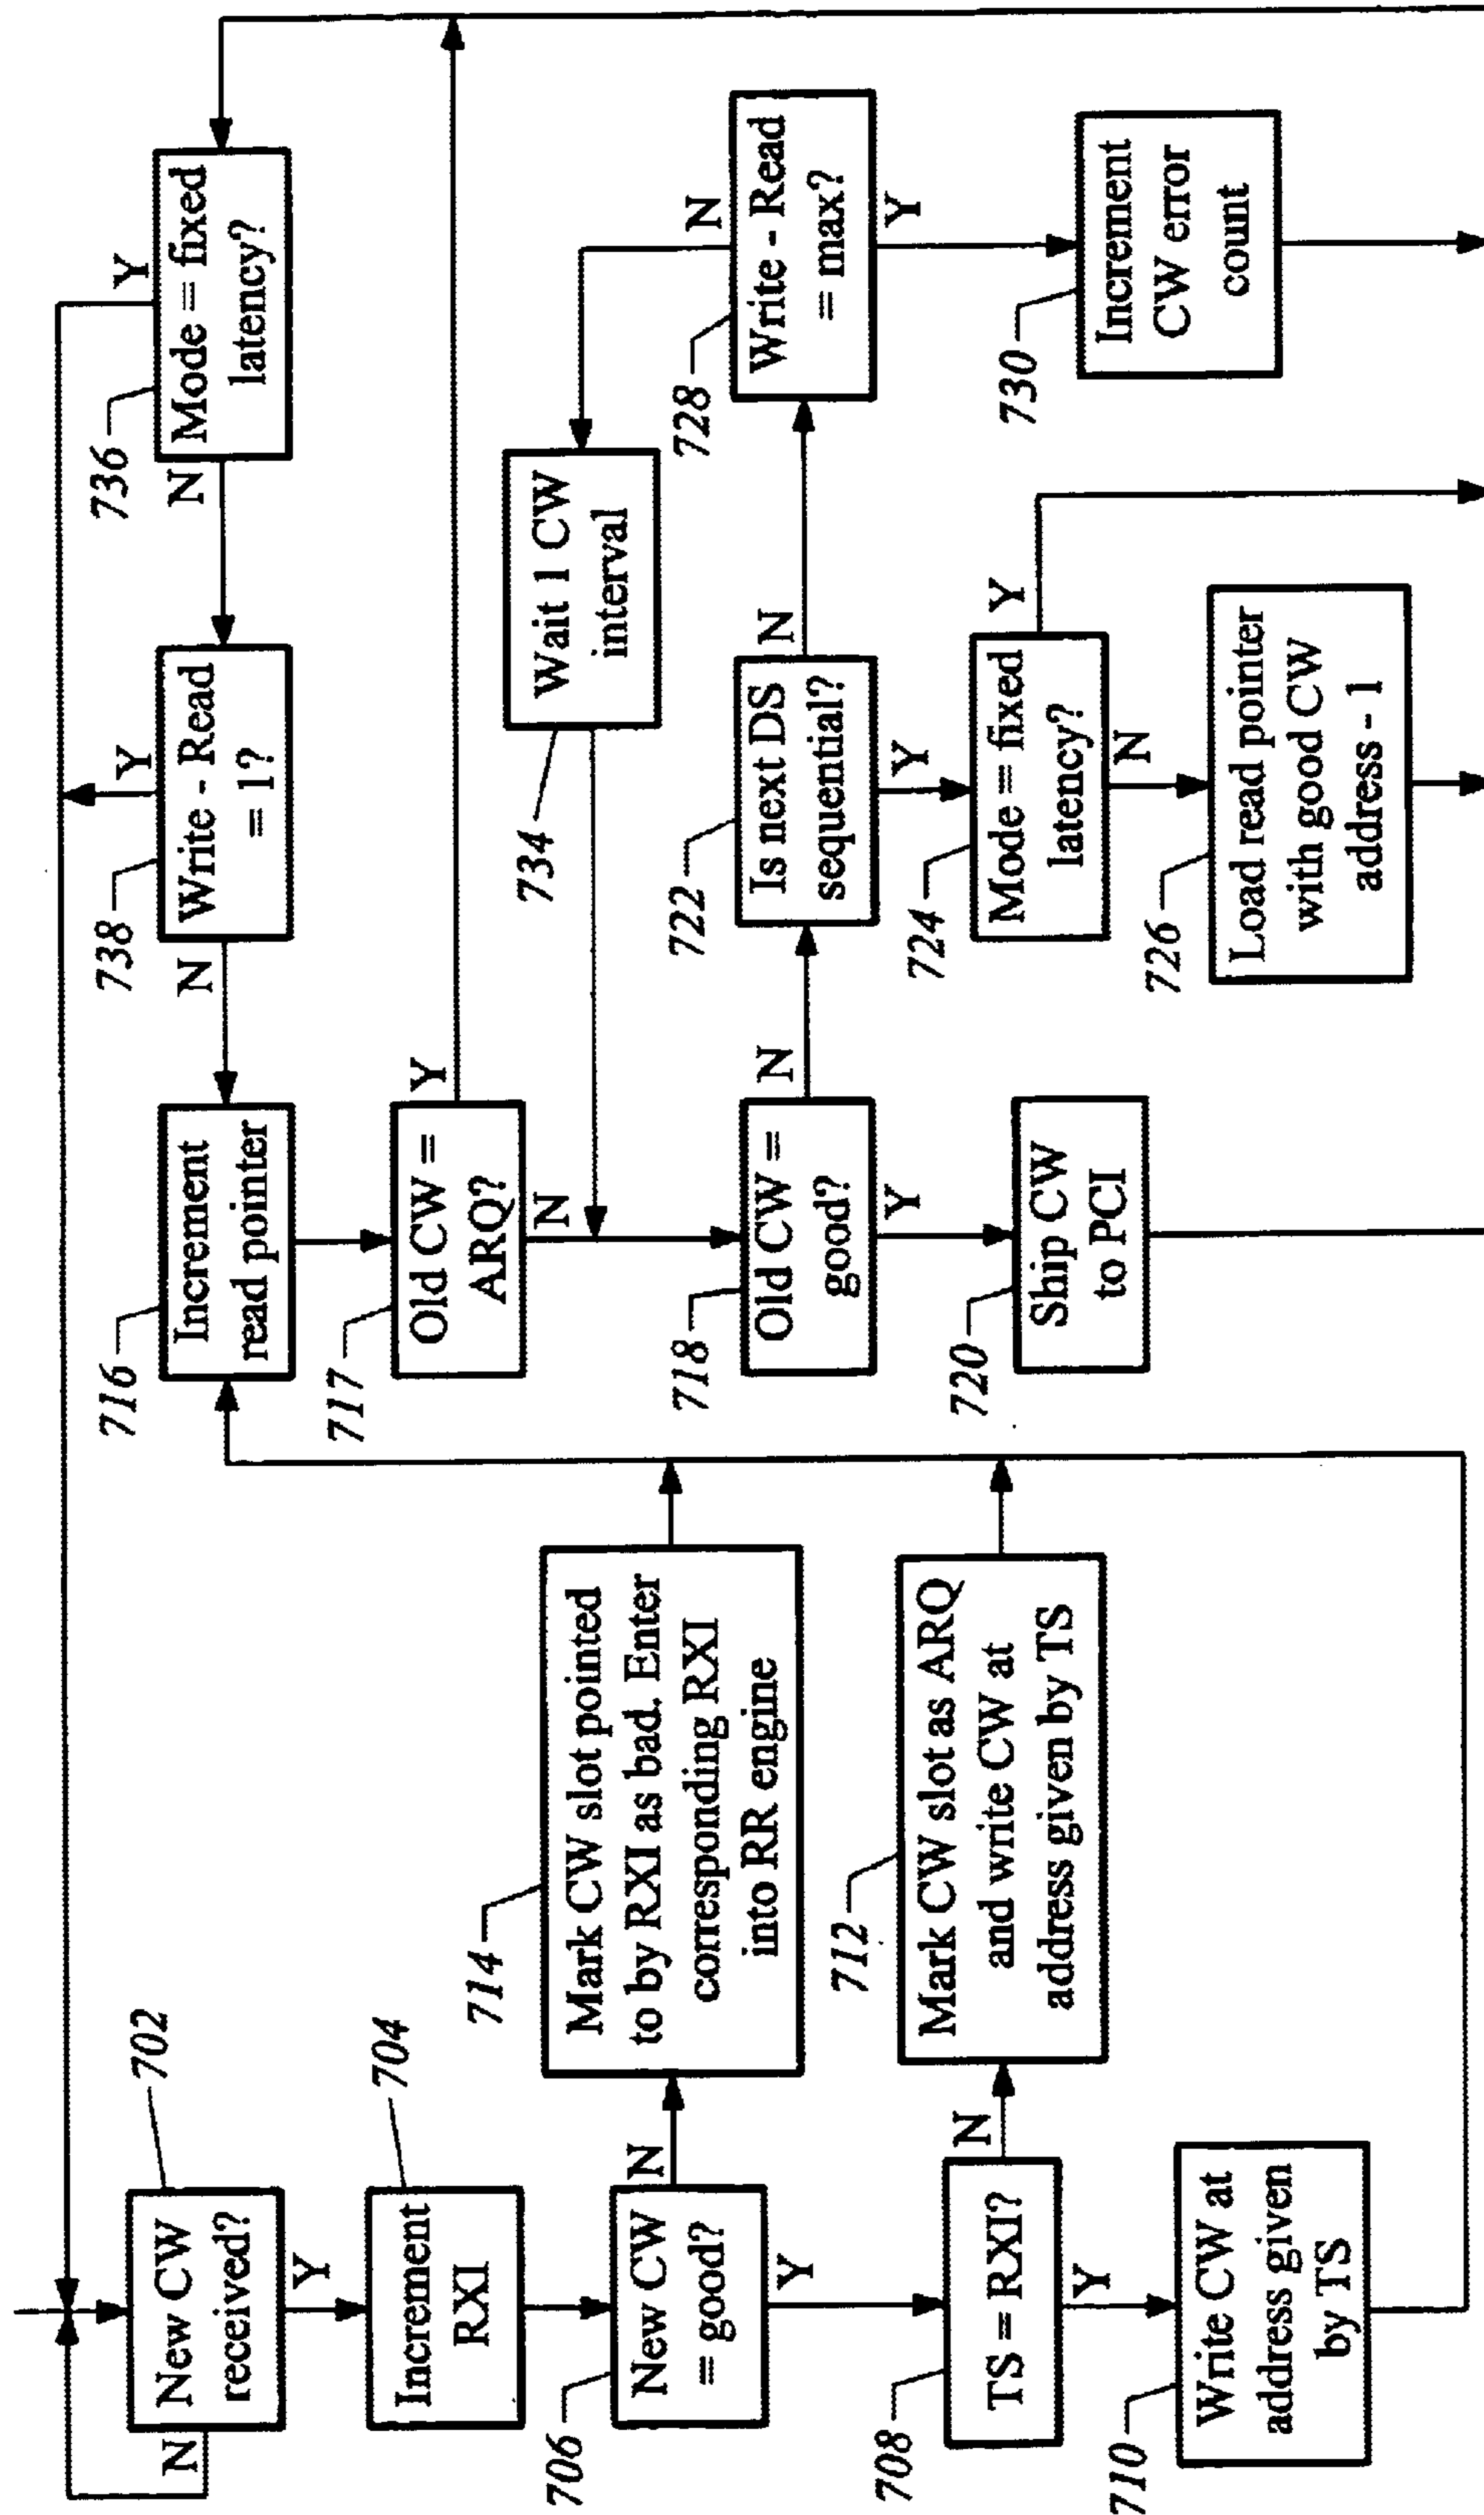 702
New CW
received?
N
Y
704
Increment
RXI
706
New CW
= good?
N
Y
708
TS = RXI?
N
Y
710
Write CW at
address given
by TS
714
Mark CW slot pointed
to by RXI as bad. Enter
corresponding RXI
into RR engine
712
Mark CW slot as ARQ
and write CW at
address given by TS
716
Increment
read pointer
717
Old CW =
ARQ?
Y
N
718
Old CW =
good?
N
Y
720
Ship CW
to PCI
738
Write - Read
= 1?
Y
N
736
Mode = fixed
latency?
Y
N
734
Wait 1 CW
interval
722
Is next DS
sequential?
N
Y
724
Mode = fixed
latency?
Y
N
726
Load read pointer
with good CW
address - 1
728
Write - Read
= max?
N
Y
730
Increment
CW error
count